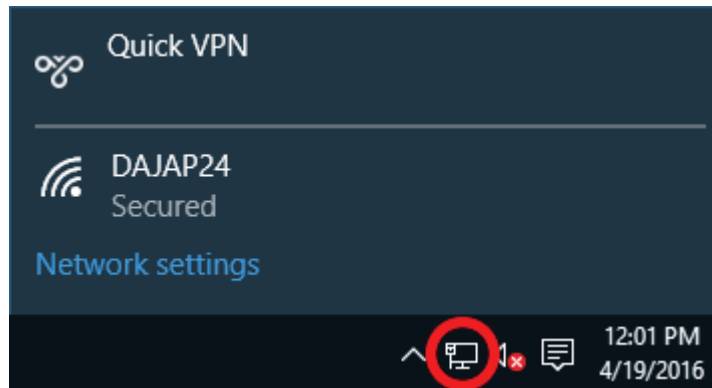 Quick VPN
DAJAP24
Secured
Network settings
12:01 PM
4/19/2016